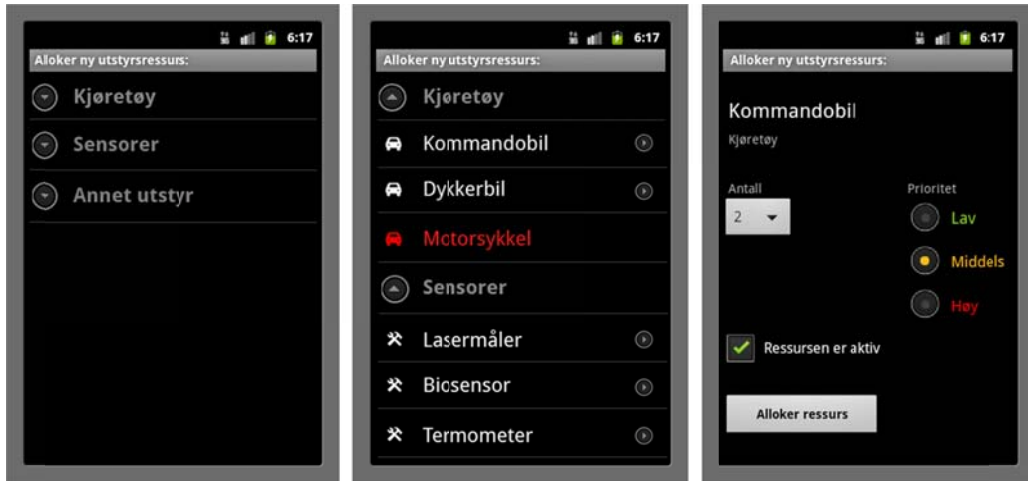 6:17
Alloker ny utstyrsressurs:
Kjøretøy
Sensorer
Annet utstyr
6:17
Alloker ny utstyrsressurs:
Kjøretøy
Kommandobil
Dykkerbil
Motorsykkel
Sensorer
Lasermåler
Biosensor
Termometer
6:17
Alloker ny utstyrsressurs:
Kommandobil
Kjøretøy
Antall
2
Prioritet
Lav
Middels
Høy
Ressursen er aktiv
Alloker ressurs